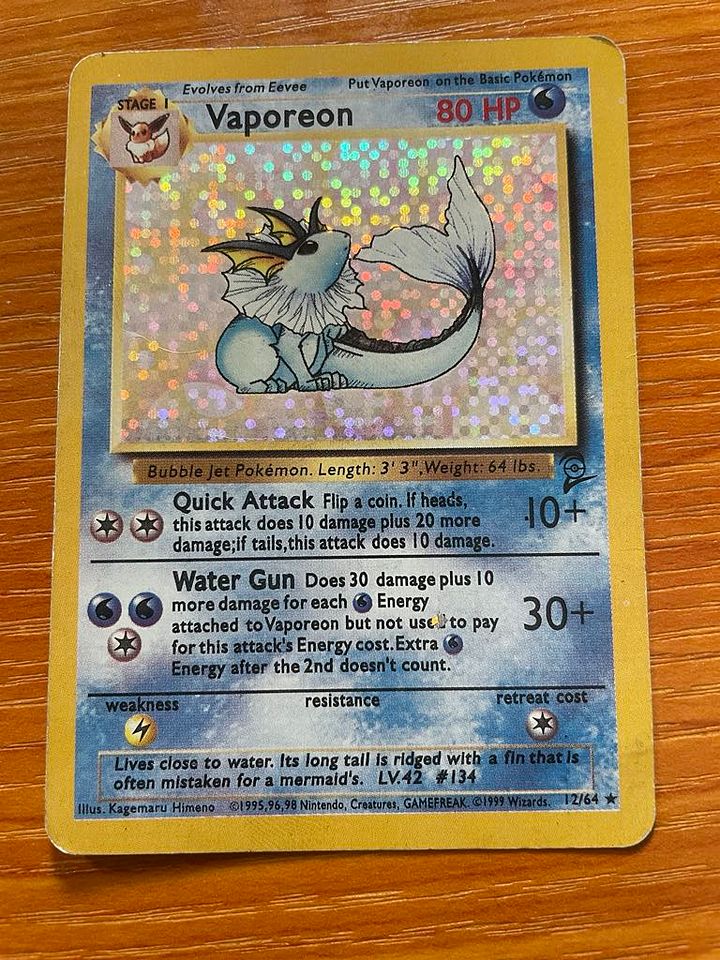 Evolves from Eevee
Put Vaporeon on the Basic Pokémon
STAGE 1
Vaporeon
80 HP
Bubble Jet Pokémon. Length: 3' 3",Weight: 64 lbs.
Quick Attack Flip a coin. If heads,
this attack does 10 damage plus 20 more
damage;if tails,this attack does 10 damage.
10+
Water Gun Does 30 damage plus 10
more damage for each Energy
attached to Vaporeon but not used to pay
for this attack's Energy cost.Extra
Energy after the 2nd doesn't count.
30+
weakness
resistance
retreat cost
Lives close to water. Its long tail is ridged with a fin that is
often mistaken for a mermaid's. LV.42 #134
Illus. Kagemaru Himeno ©1995,96,98 Nintendo, Creatures, GAMEFREAK. ©1999 Wizards. 12/64 ★